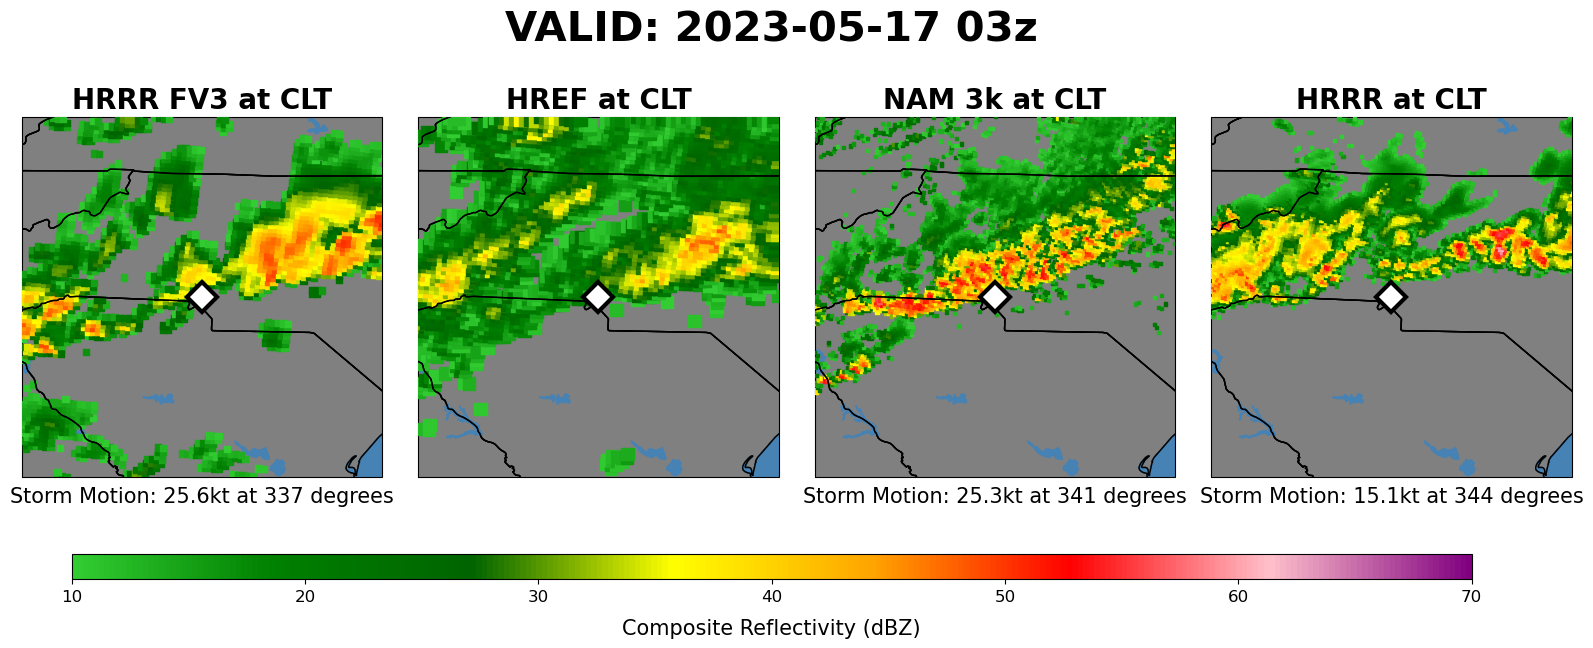 VALID: 2023-05-17 03z
HRRR FV3 at CLT
HREF at CLT
NAM 3k at CLT
HRRR at CLT
Storm Motion: 25.6kt at 337 degrees
Storm Motion: 25.3kt at 341 degrees
Storm Motion: 15.1kt at 344 degrees
10 20 30 40 50 60 70
Composite Reflectivity (dBZ)